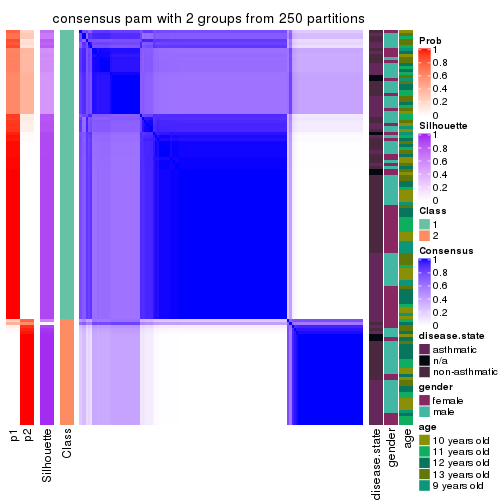 consensus pam with 2 groups from 250 partitions
Prob
1
0.8
0.6
0.4
0.2
0
Silhouette
1
0.8
0.6
0.4
0.2
0
Class
1
2
Consensus
1
0.8
0.6
0.4
0.2
0
disease.state
asthmatic
n/a
non-asthmatic
gender
female
male
age
10 years old
11 years old
12 years old
13 years old
9 years old
p1
p2
Silhouette
Class
disease.state
gender
age